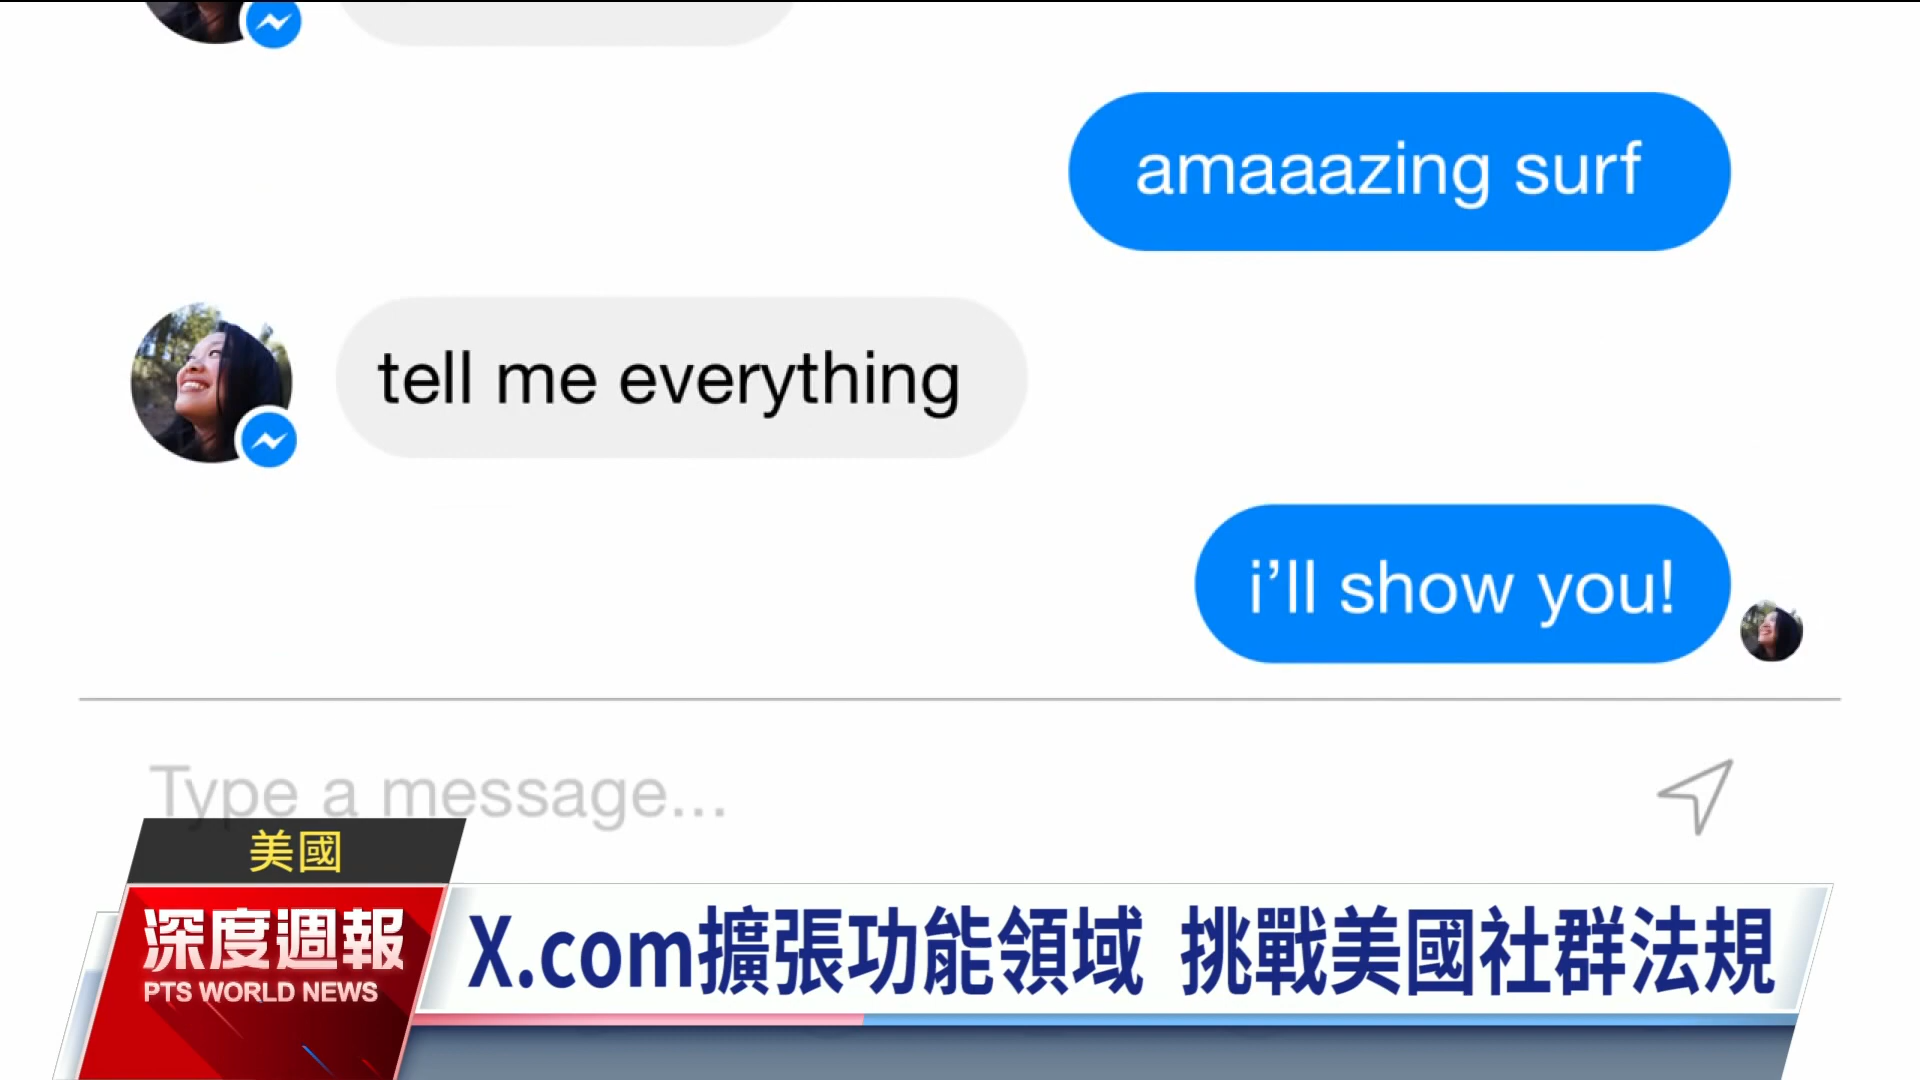 amaaazing surf
tell me everything
i’ll show you!
Type a message...
美國
深度週報
PTS WORLD NEWS
X.com擴張功能領域 挑戰美國社群法規